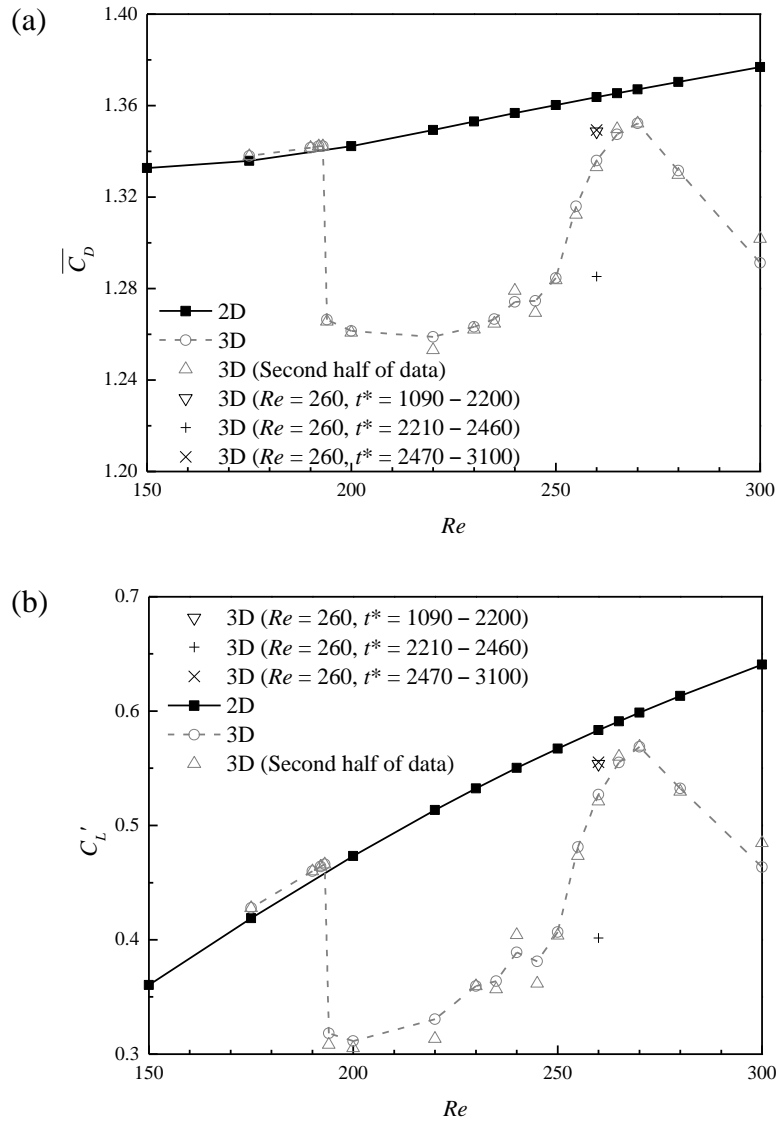 (a)
1.40
1.36
1.32
1.28
1.24
1.20
C_D
2D
3D
3D (Second half of data)
3D (Re = 260, t* = 1090 – 2200)
3D (Re = 260, t* = 2210 – 2460)
3D (Re = 260, t* = 2470 – 3100)
150 200 250 300
Re
(b)
0.7
0.6
0.5
0.4
0.3
C_L'
3D (Re = 260, t* = 1090 – 2200)
3D (Re = 260, t* = 2210 – 2460)
3D (Re = 260, t* = 2470 – 3100)
2D
3D
3D (Second half of data)
150 200 250 300
Re